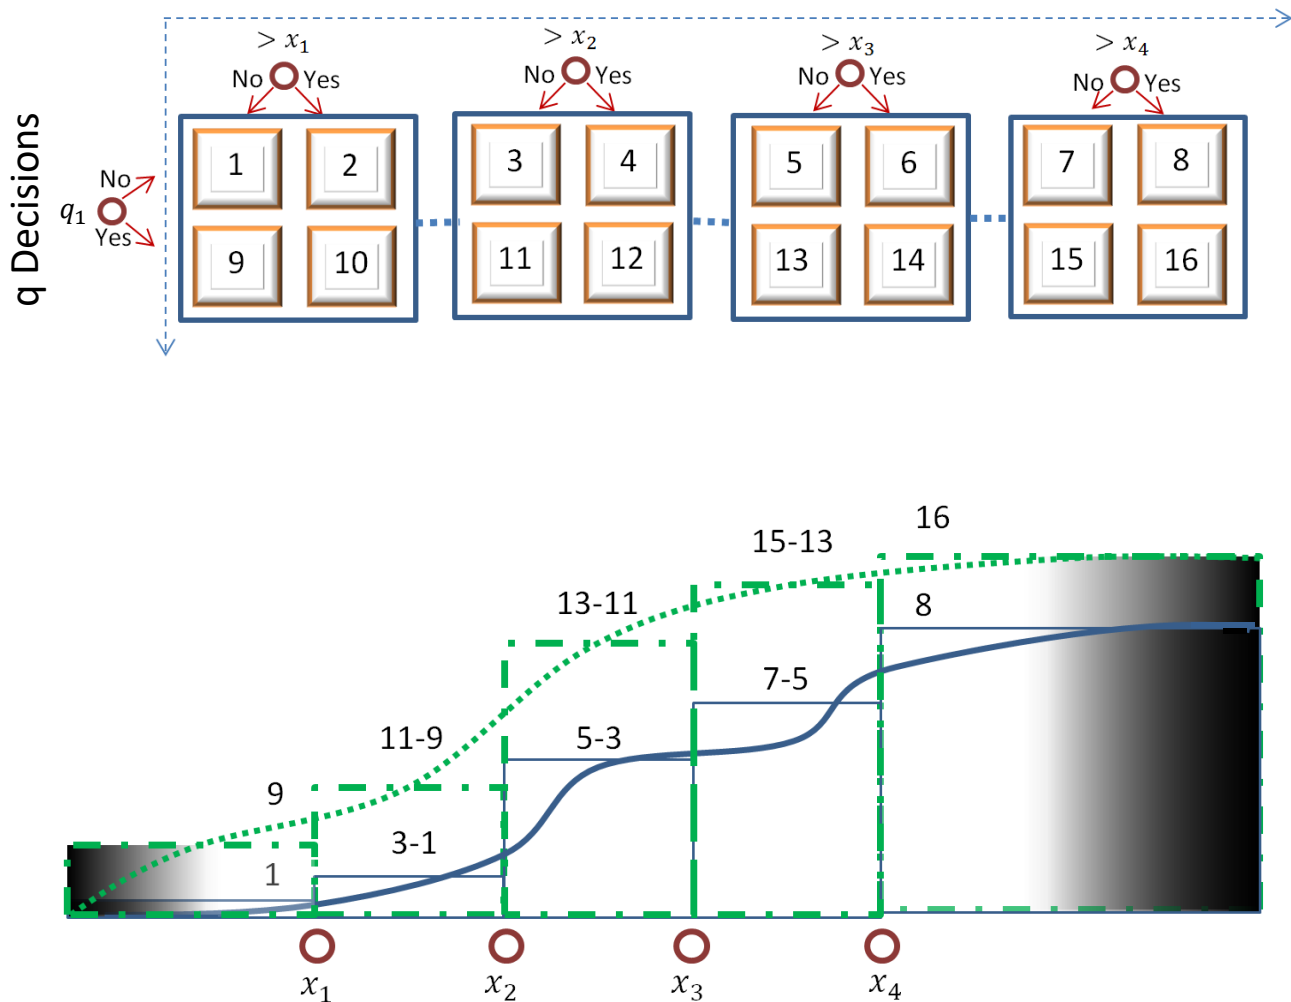 > x₁ > x₂ > x₃ > x₄
No Yes No Yes No Yes No Yes
q Decisions
No
q₁
Yes
1 2 3 4 5 6 7 8
9 10 11 12 13 14 15 16
16
15-13
13-11
8
7-5
11-9
5-3
9
3-1
1
x₁ x₂ x₃ x₄